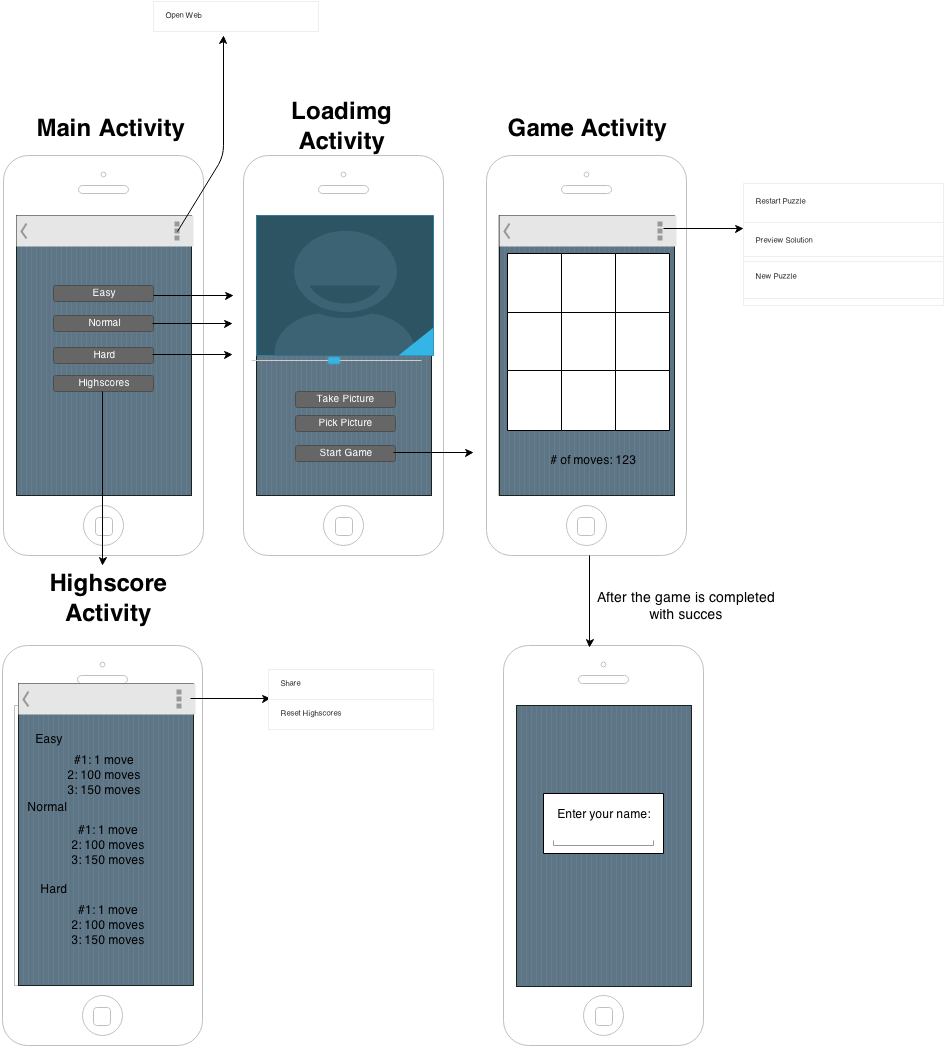 Open Web
Main Activity
Loadimg
Activity
Game Activity
Easy
Normal
Hard
Highscores
Take Picture
Pick Picture
Start Game
# of moves: 123
Restart Puzzle
Preview Solution
New Puzzle
After the game is completed
with succes
Highscore
Activity
Easy
#1: 1 move
2: 100 moves
3: 150 moves
Normal
#1: 1 move
2: 100 moves
3: 150 moves
Hard
#1: 1 move
2: 100 moves
3: 150 moves
Share
Reset Highscores
Enter your name: